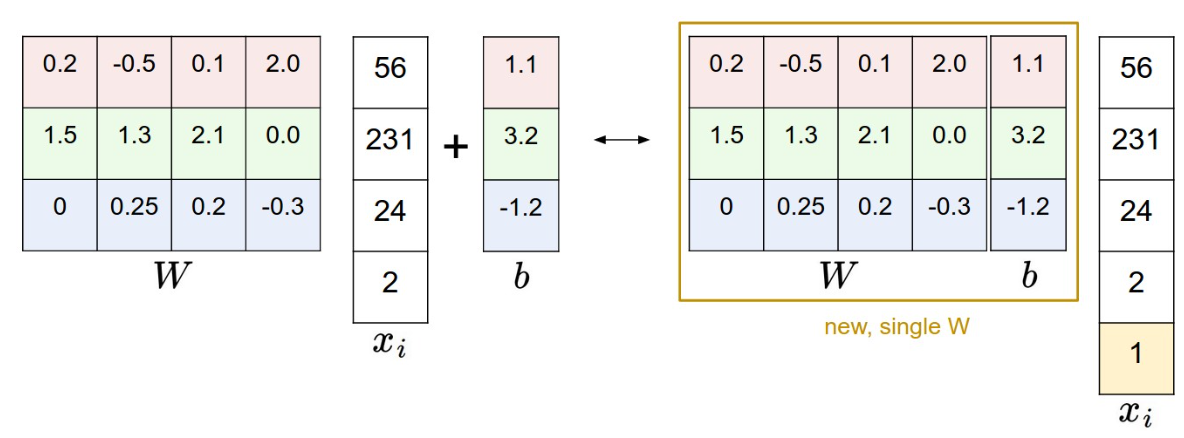 0.2 -0.5 0.1 2.0 56 1.1 0.2 -0.5 0.1 2.0 1.1 56
1.5 1.3 2.1 0.0 231 + 3.2 ↔ 1.5 1.3 2.1 0.0 3.2 231
0 0.25 0.2 -0.3 24 -1.2 0 0.25 0.2 -0.3 -1.2 24
W 2 b W b 2
new, single W
x_i 1
x_i